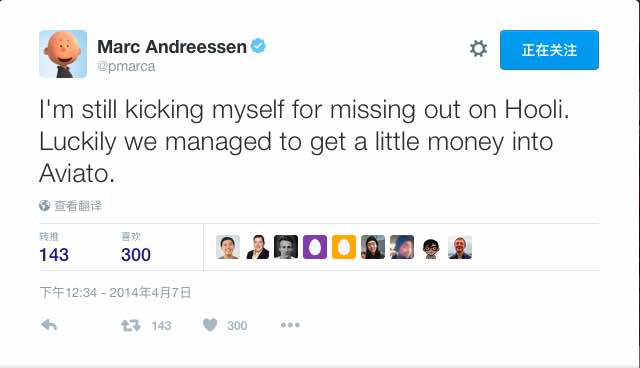 Marc Andreessen
@pmarca
正在关注
I'm still kicking myself for missing out on Hooli.
Luckily we managed to get a little money into
Aviato.
查看翻译
转推 喜欢
143 300
下午12:34 - 2014年4月7日
143 300